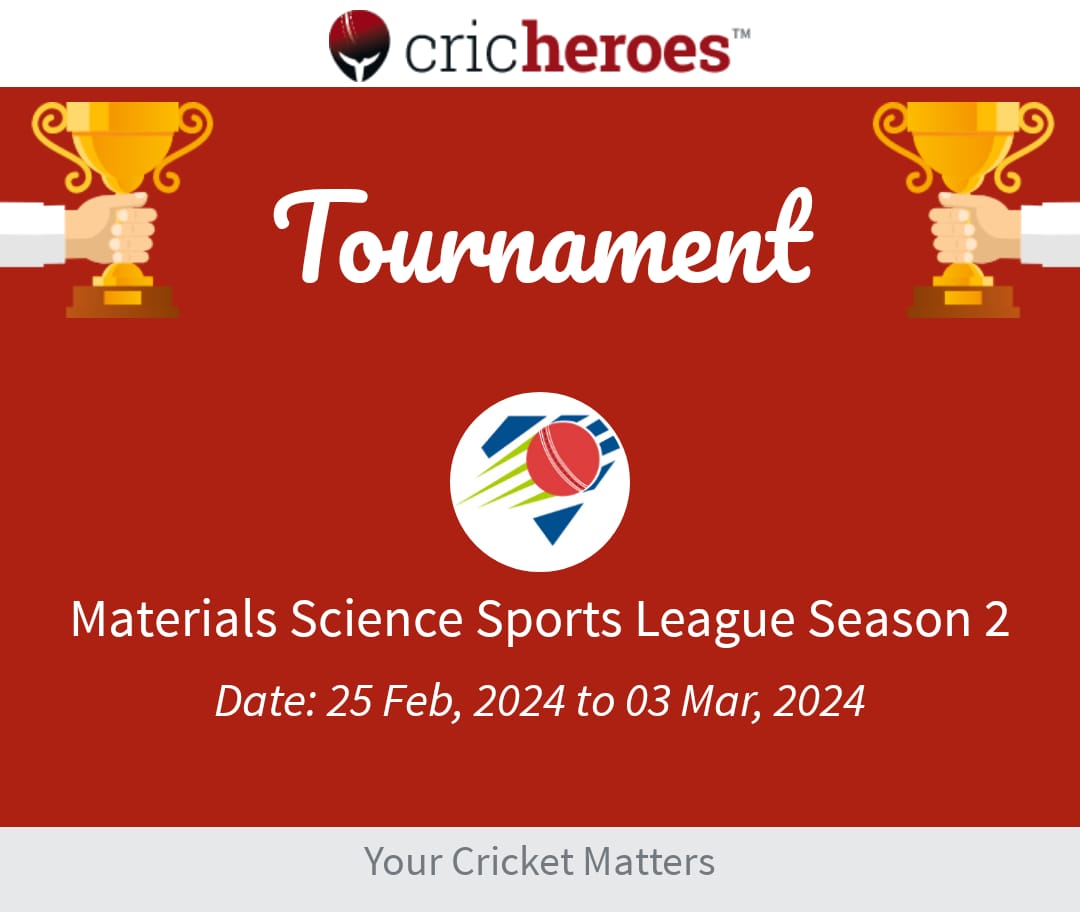 cricheroes™
Tournament
Materials Science Sports League Season 2
Date: 25 Feb, 2024 to 03 Mar, 2024
Your Cricket Matters